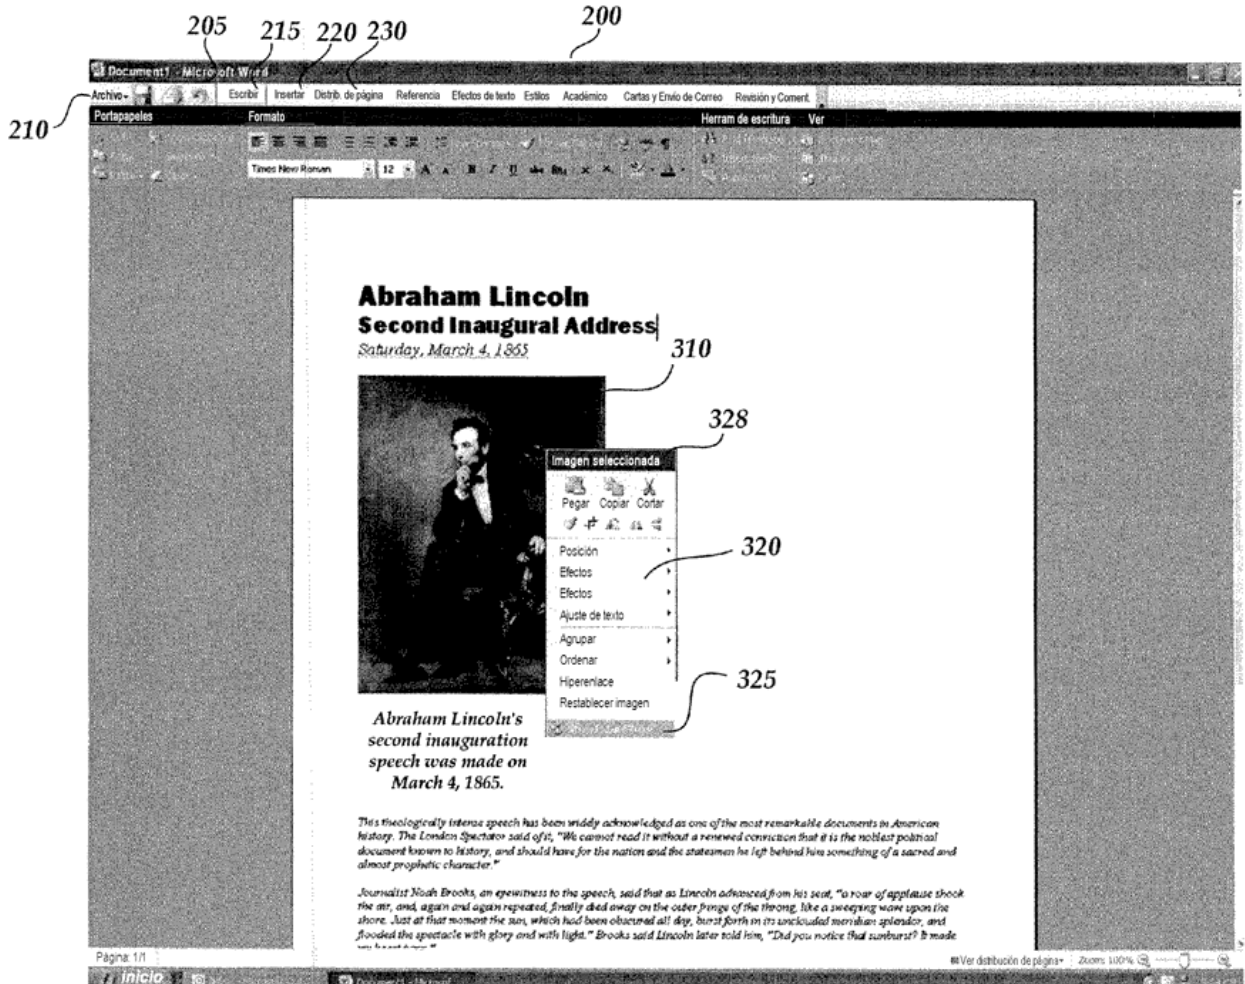 200
205 215 220 230
Document1 - Microsoft Word
Archivo Escribir Insertar Distrib. de página Referencia Efectos de texto Estilos Académico Cartas y Envio de Correo Revisión y Coment.
210
Portapapeles Formato Herram de escritura Ver
Times New Roman 12
Abraham Lincoln
Second Inaugural Address
Saturday, March 4, 1865
310
328
Imagen seleccionada
Pegar Copiar Cortar
Posición
320
Efectos
Efectos
Ajuste de texto
Agrupar
Ordenar
Hiperenlace
325
Restablecer imagen
Abraham Lincoln's
second inauguration
speech was made on
March 4, 1865.
This theologically intense speech has been widely acknowledged as one of the most remarkable documents in American
history. The London Spectator said of it, "We cannot read it without a renewed conviction that it is the noblest political
document known to history, and should have for the nation and the statesmen he left behind him something of a sacred and
almost prophetic character."
Journalist Noah Brooks, an eyewitness to the speech, said that as Lincoln advanced from his seat, "a roar of applause shook
the air, and, again and again repeated, finally died away on the outer fringe of the throng, like a sweeping wave upon the
shore. Just at that moment the sun, which had been obscured all day, burst forth in its unclouded meridian splendor, and
flooded the spectacle with glory and with light." Brooks said Lincoln later told him, "Did you notice that sunburst? It made
Página: 1/1 Ver distribución de página Zoom: 100%
inicio